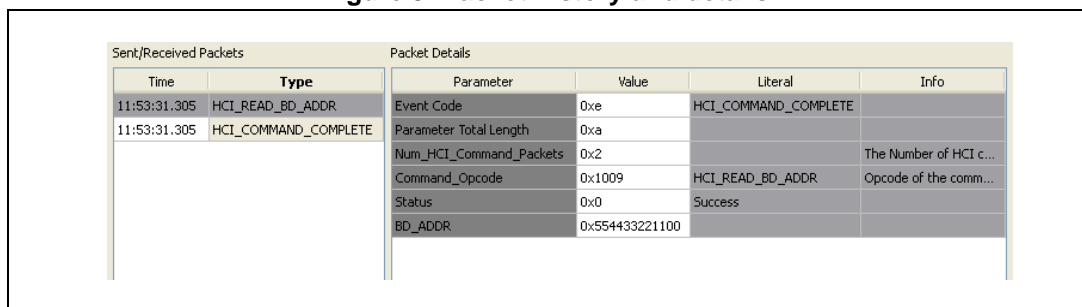 Sent/Received Packets
Packet Details
Time Type
Parameter Value Literal Info
11:53:31.305 HCI_READ_BD_ADDR
11:53:31.305 HCI_COMMAND_COMPLETE
Event Code 0xe HCI_COMMAND_COMPLETE
Parameter Total Length 0xa
Num_HCI_Command_Packets 0x2 The Number of HCI c...
Command_Opcode 0x1009 HCI_READ_BD_ADDR Opcode of the comm...
Status 0x0 Success
BD_ADDR 0x554433221100